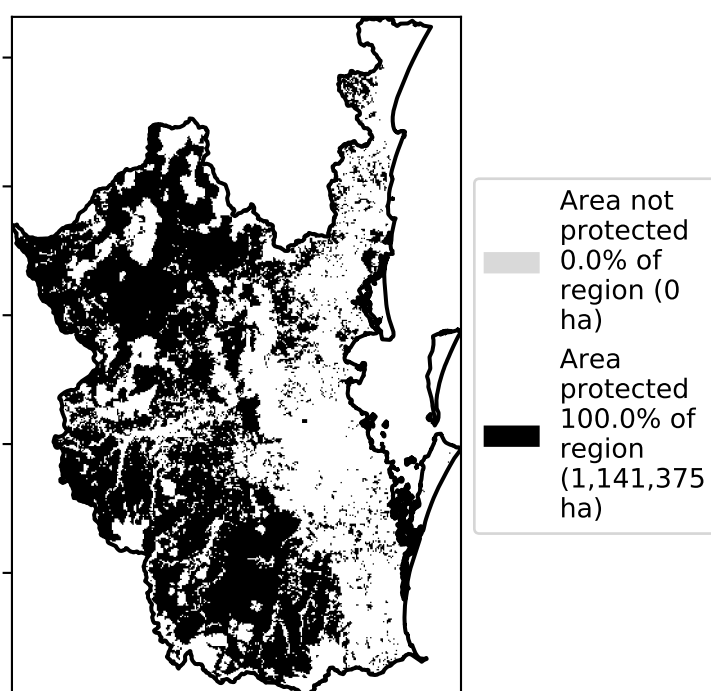 Area not
protected
0.0% of
region (0
ha)
Area
protected
100.0% of
region
(1,141,375
ha)